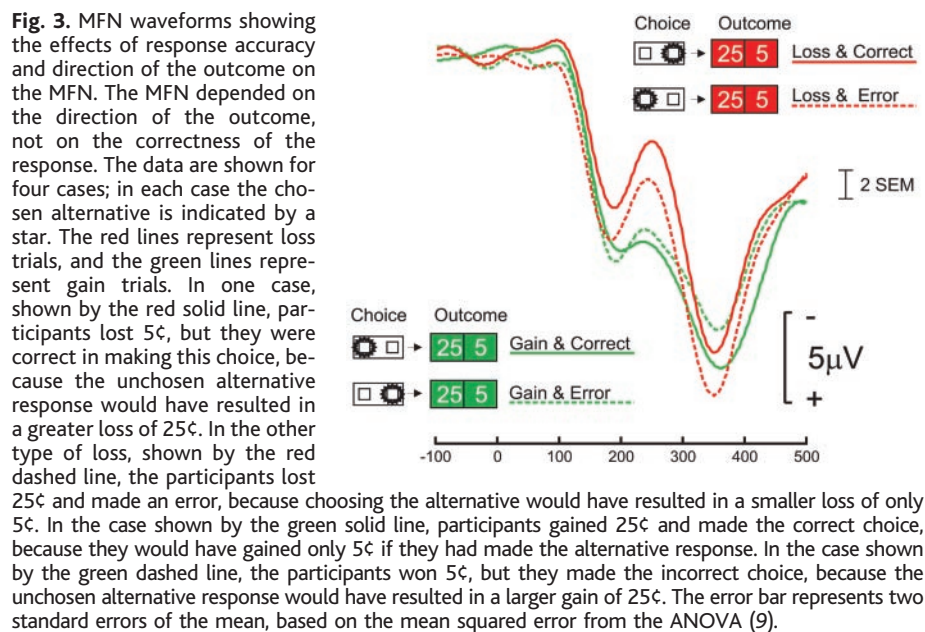 Fig. 3. MFN waveforms showing
the effects of response accuracy
and direction of the outcome on
the MFN. The MFN depended on
the direction of the outcome,
not on the correctness of the
response. The data are shown for
four cases; in each case the cho-
sen alternative is indicated by a
star. The red lines represent loss
trials, and the green lines repre-
sent gain trials. In one case,
shown by the red solid line, par-
ticipants lost 5¢, but they were
correct in making this choice, be-
cause the unchosen alternative
response would have resulted in
a greater loss of 25¢. In the other
type of loss, shown by the red
dashed line, the participants lost
25¢ and made an error, because choosing the alternative would have resulted in a smaller loss of only
5¢. In the case shown by the green solid line, participants gained 25¢ and made the correct choice,
because they would have gained only 5¢ if they had made the alternative response. In the case shown
by the green dashed line, the participants won 5¢, but they made the incorrect choice, because the
unchosen alternative response would have resulted in a larger gain of 25¢. The error bar represents two
standard errors of the mean, based on the mean squared error from the ANOVA (9).
Choice Outcome
25 5 Loss & Correct
25 5 Loss & Error
2 SEM
Choice Outcome
25 5 Gain & Correct
25 5 Gain & Error
-
5μV
+
-100 0 100 200 300 400 500